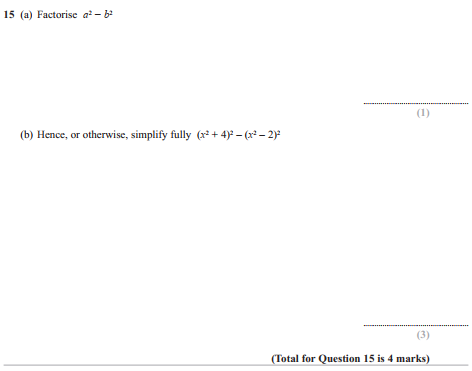 15 (a) Factorise a² – b²
(1)
(b) Hence, or otherwise, simplify fully (x² + 4)² – (x² – 2)²
(3)
(Total for Question 15 is 4 marks)